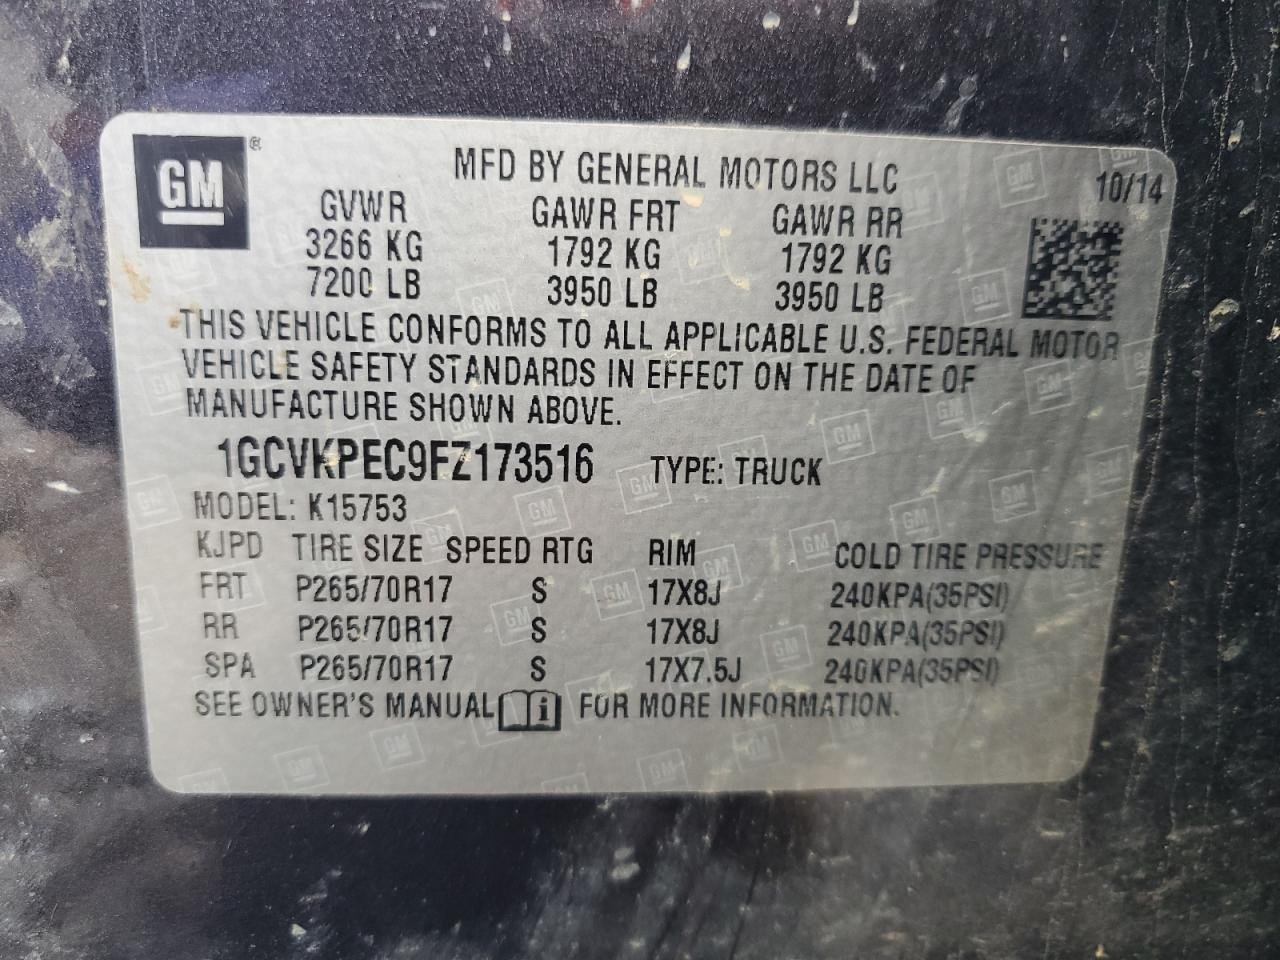 GM®
MFD BY GENERAL MOTORS LLC
10/14
GVWR GAWR FRT GAWR RR
3266 KG 1792 KG 1792 KG
7200 LB 3950 LB 3950 LB
THIS VEHICLE CONFORMS TO ALL APPLICABLE U.S. FEDERAL MOTOR
VEHICLE SAFETY STANDARDS IN EFFECT ON THE DATE OF
MANUFACTURE SHOWN ABOVE.
1GCVKPEC9FZ173516 TYPE: TRUCK
MODEL: K15753
KJPD TIRE SIZE SPEED RTG RIM COLD TIRE PRESSURE
FRT P265/70R17 S 17X8J 240KPA(35PSI)
RR P265/70R17 S 17X8J 240KPA(35PSI)
SPA P265/70R17 S 17X7.5J 240KPA(35PSI)
SEE OWNER'S MANUAL i FOR MORE INFORMATION.